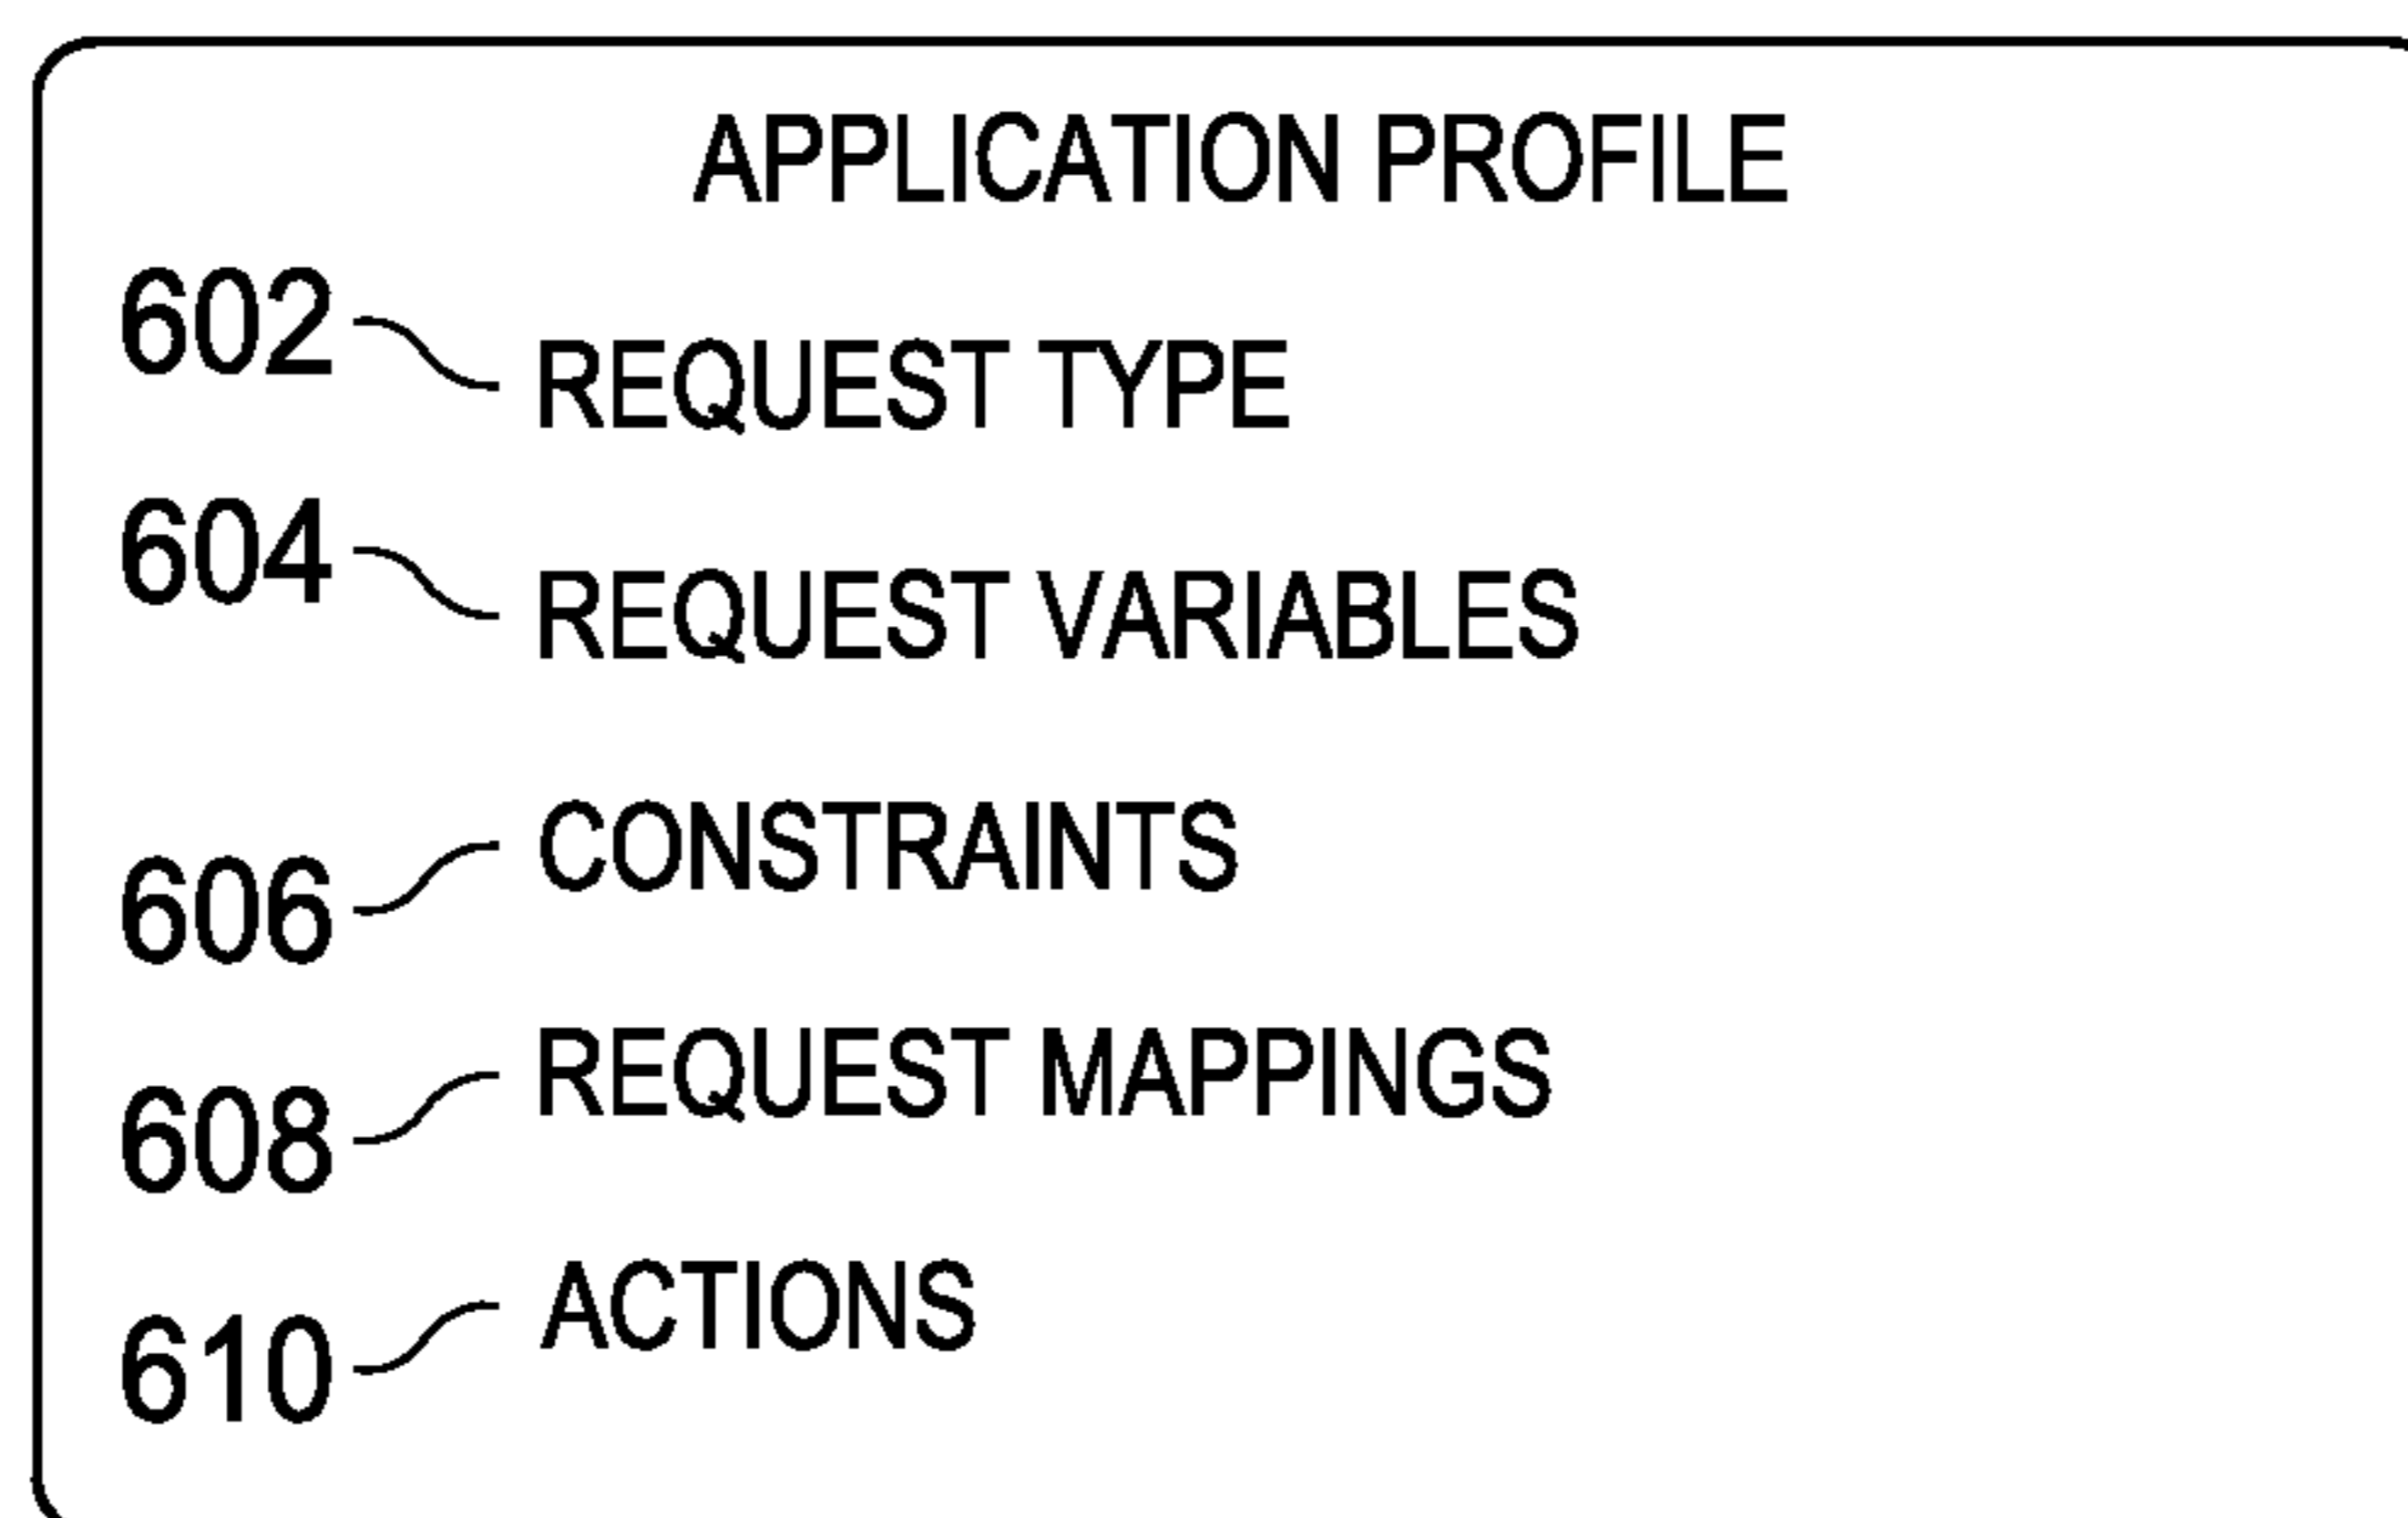 APPLICATION PROFILE
602 REQUEST TYPE
604 REQUEST VARIABLES
606 CONSTRAINTS
608 REQUEST MAPPINGS
610 ACTIONS